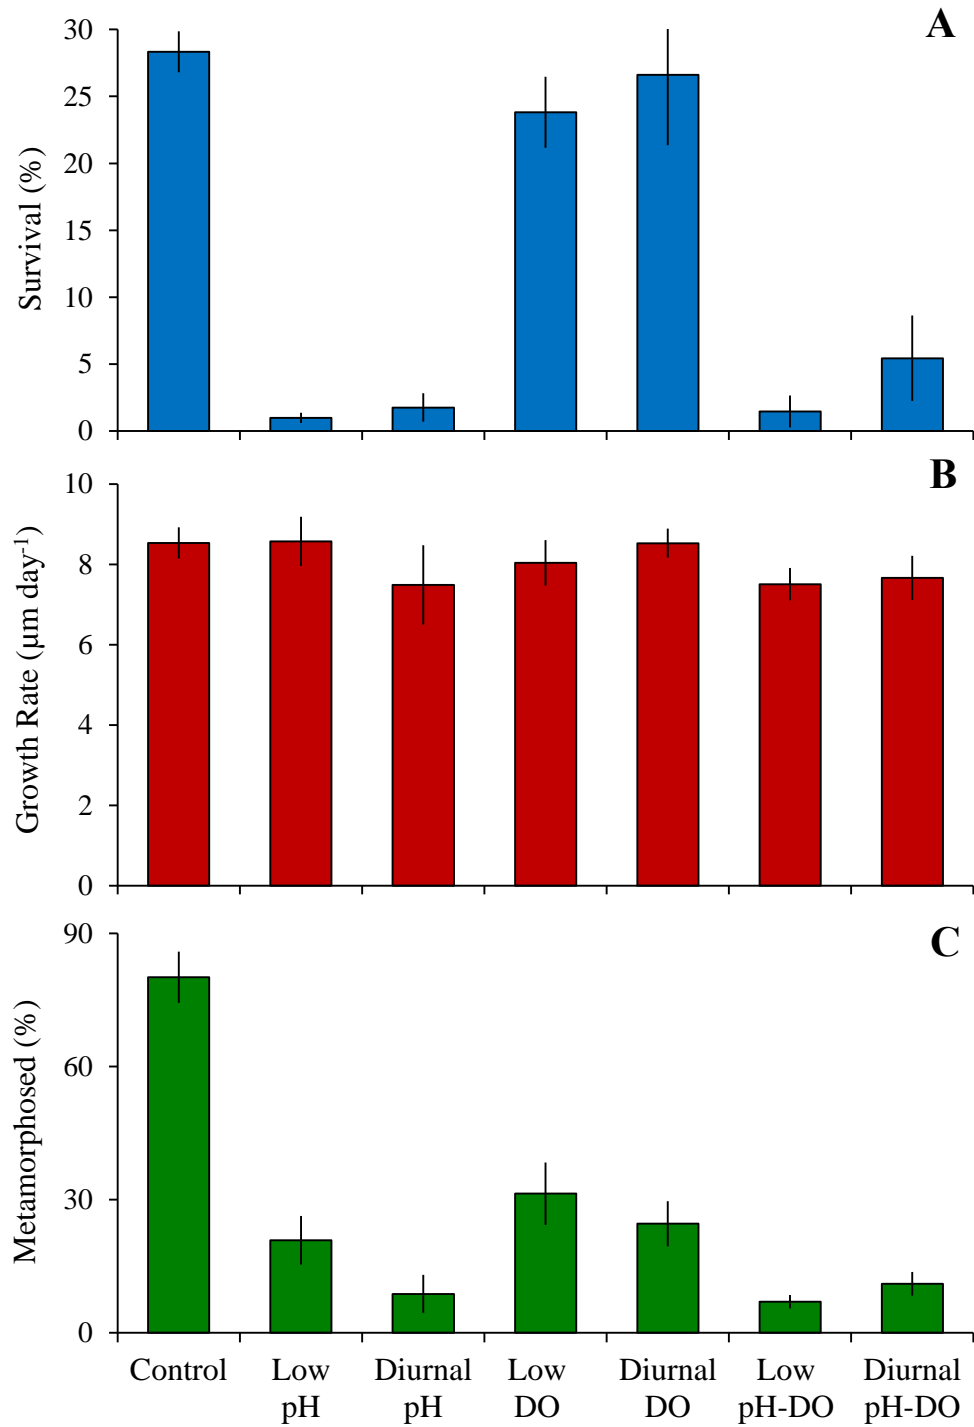 A
30
25
20
15
10
5
0
Survival (%)
B
10
8
6
4
2
0
Growth Rate (µm day⁻¹)
C
90
60
30
0
Metamorphosed (%)
Control Low Diurnal Low Diurnal Low Diurnal
pH pH DO DO pH-DO pH-DO